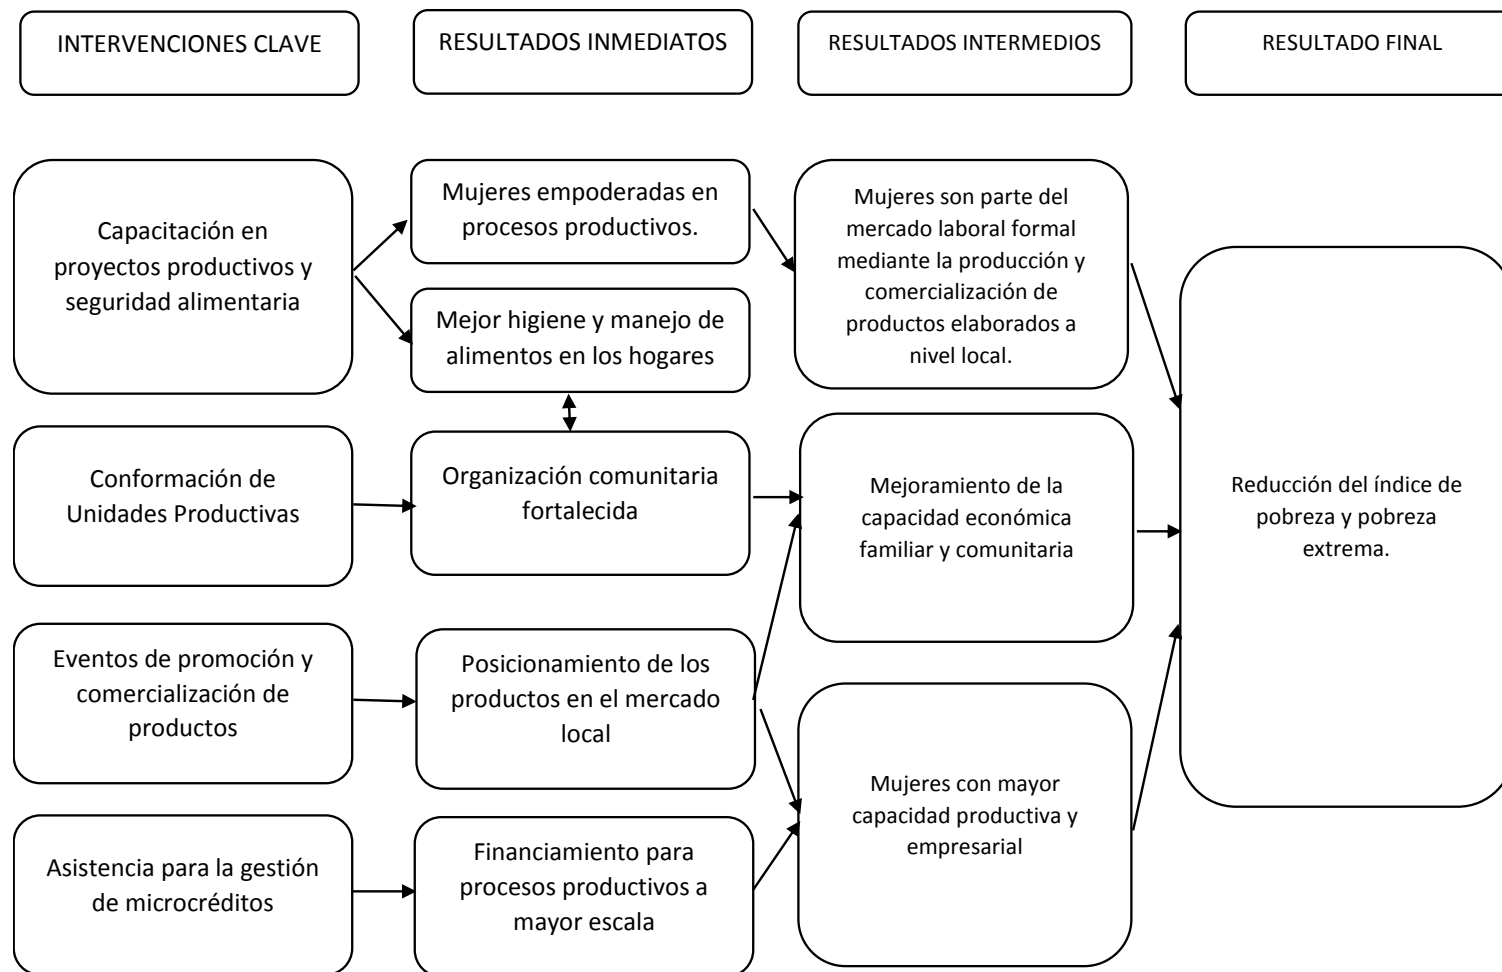 INTERVENCIONES CLAVE
RESULTADOS INMEDIATOS
RESULTADOS INTERMEDIOS
RESULTADO FINAL
Capacitación en
proyectos productivos y
seguridad alimentaria
Mujeres empoderadas en
procesos productivos.
Mejor higiene y manejo de
alimentos en los hogares
Mujeres son parte del
mercado laboral formal
mediante la producción y
comercialización de
productos elaborados a
nivel local.
Conformación de
Unidades Productivas
Organización comunitaria
fortalecida
Mejoramiento de la
capacidad económica
familiar y comunitaria
Reducción del índice de
pobreza y pobreza
extrema.
Eventos de promoción y
comercialización de
productos
Posicionamiento de los
productos en el mercado
local
Mujeres con mayor
capacidad productiva y
empresarial
Asistencia para la gestión
de microcréditos
Financiamiento para
procesos productivos a
mayor escala